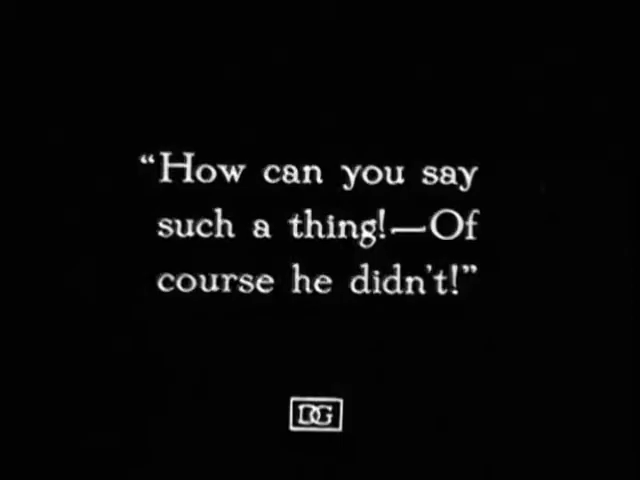 “How can you say
such a thing!—Of
course he didn't!”
DG